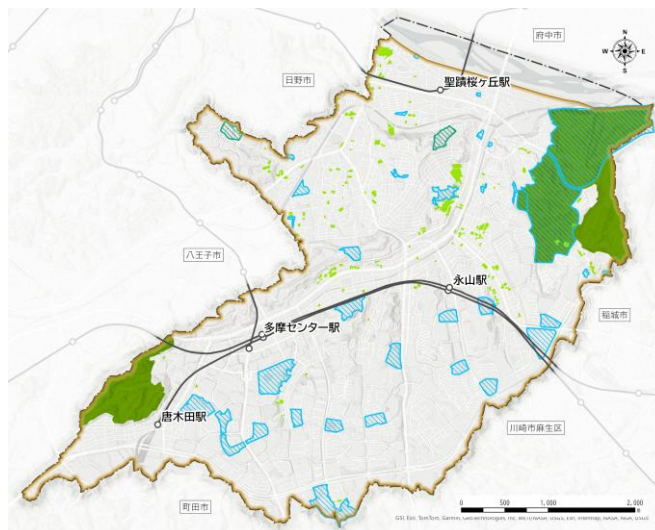 府中市
N
W
E
S
日野市
聖蹟桜ヶ丘駅
八王子市
永山駅
稲城市
多摩センター駅
唐木田駅
川崎市麻生区
町田市
0 500 1,000 2,000
m